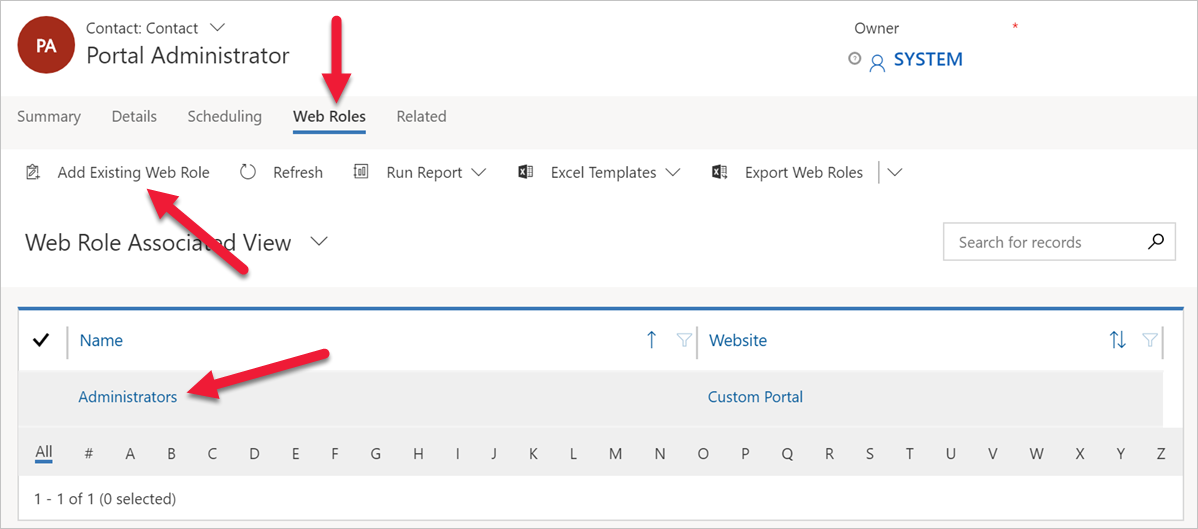 PA
Contact: Contact
Portal Administrator
Owner *
SYSTEM
Summary Details Scheduling Web Roles Related
Add Existing Web Role Refresh Run Report Excel Templates Export Web Roles
Web Role Associated View
Search for records
Name Website
Administrators Custom Portal
All # A B C D E F G H I J K L M N O P Q R S T U V W X Y Z
1 - 1 of 1 (0 selected)